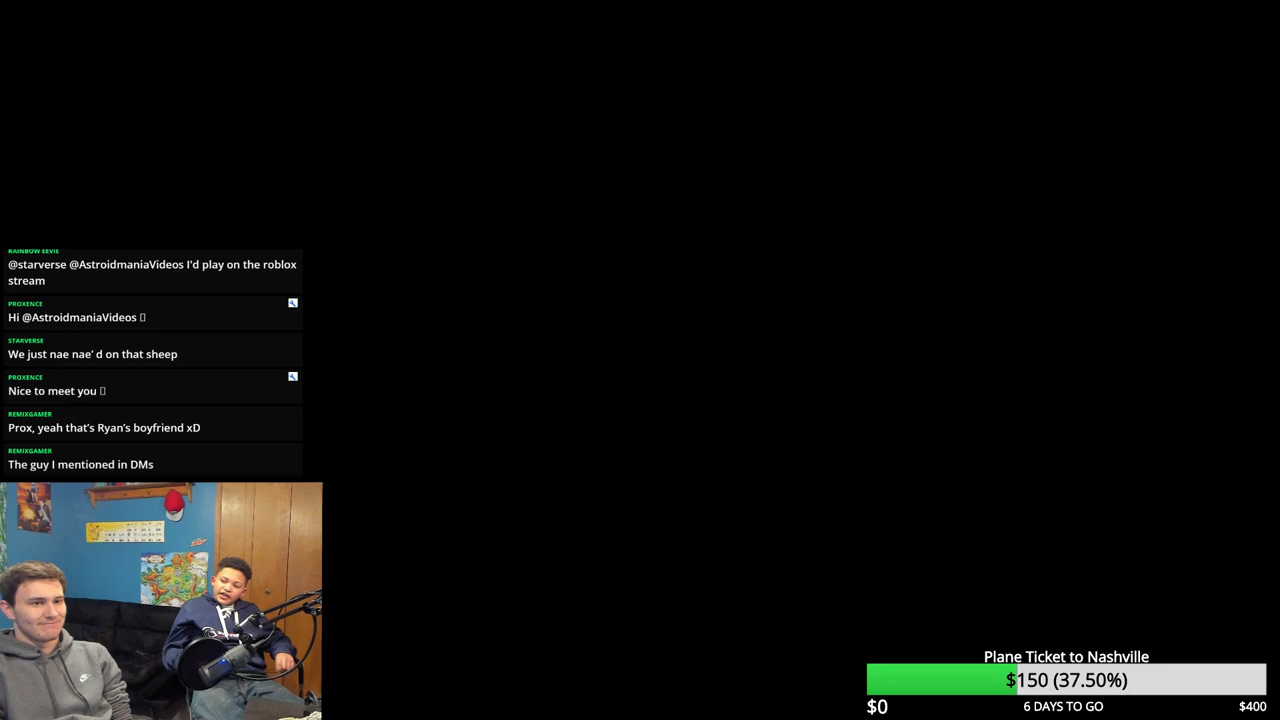 RAINBOW EEVIE
@starverse @AstroidmaniaVideos I'd play on the roblox
stream
PROXENCE
Hi @AstroidmaniaVideos
STARVERSE
We just nae nae' d on that sheep
PROXENCE
Nice to meet you
REMIXGAMER
Prox, yeah that's Ryan's boyfriend xD
REMIXGAMER
The guy I mentioned in DMs
Plane Ticket to Nashville
$150 (37.50%)
$0
6 DAYS TO GO
$400